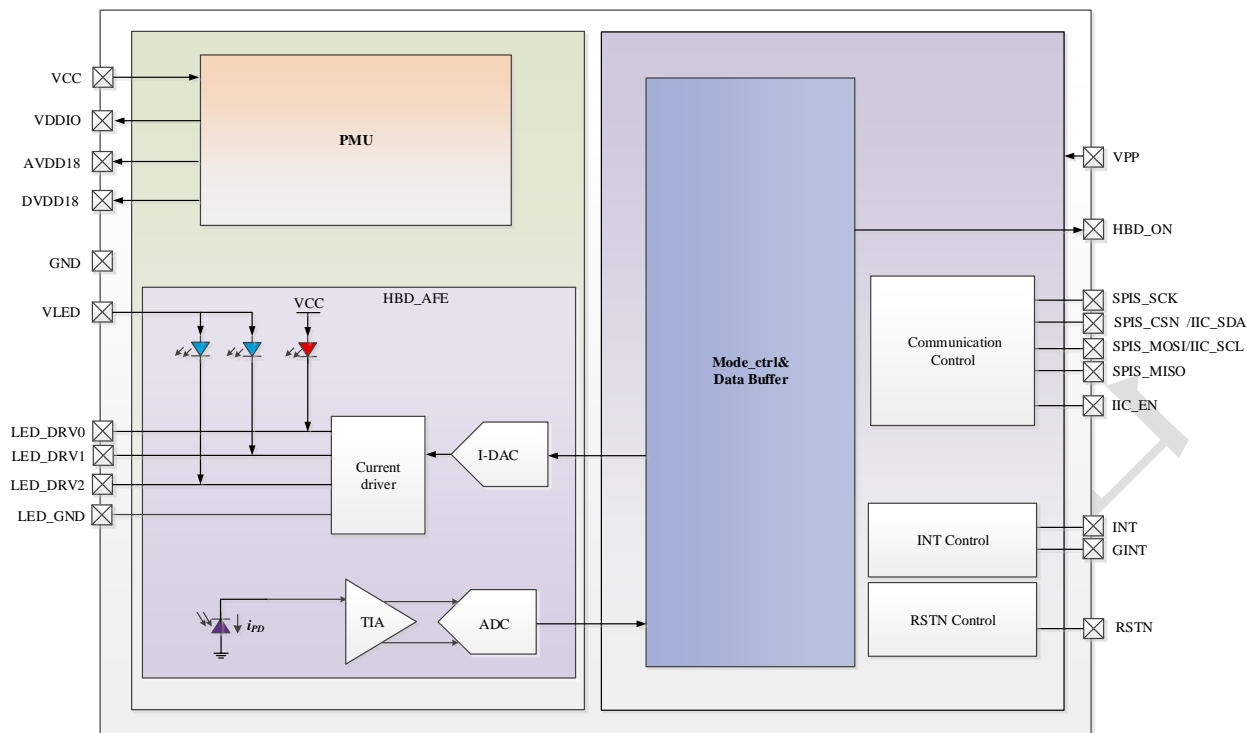 VCC
VDDIO
AVDD18
DVDD18
GND
VLED
LED_DRV0
LED_DRV1
LED_DRV2
LED_GND
PMU
HBD_AFE
VCC
Current
driver
I-DAC
iPD
TIA
ADC
Mode_ctrl&
Data Buffer
Communication
Control
INT Control
RSTN Control
VPP
HBD_ON
SPIS_SCK
SPIS_CSN /IIC_SDA
SPIS_MOSI/IIC_SCL
SPIS_MISO
IIC_EN
INT
GINT
RSTN